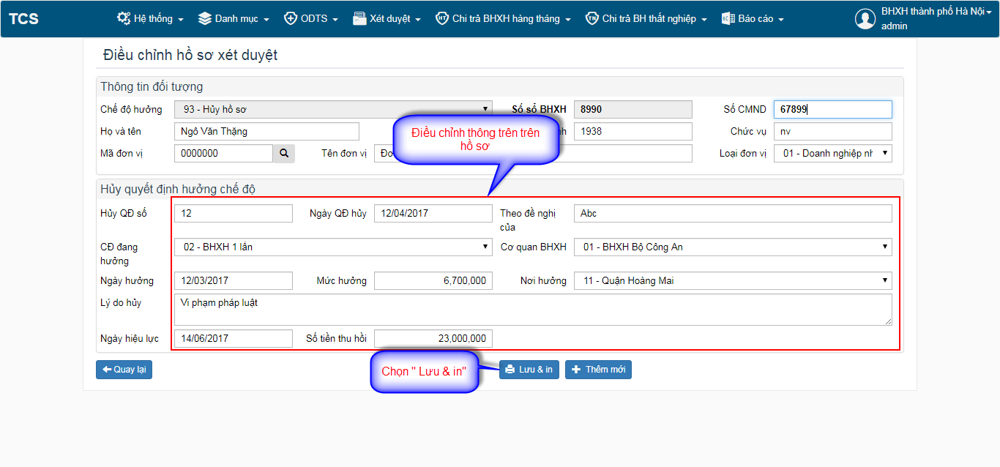 TCS
Hệ thống
Danh mục
ODTS
Xét duyệt
Chi trả BHXH hàng tháng
Chi trả BH thất nghiệp
Báo cáo
BHXH thành phố Hà Nội
admin
Điều chỉnh hồ sơ xét duyệt
Thông tin đối tượng
Chế độ hưởng 93 - Hủy hồ sơ Số sổ BHXH 8990 Số CMND 67899
Họ và tên Ngô Văn Thặng 1938 Chức vụ nv
Mã đơn vị 0000000 Tên đơn vị Loại đơn vị 01 - Doanh nghiệp nh
Điều chỉnh thông trên trên
hồ sơ
Hủy quyết định hưởng chế độ
Hủy QĐ số 12 Ngày QĐ hủy 12/04/2017 Theo đề nghị
của Abc
CĐ đang
hưởng 02 - BHXH 1 lần Cơ quan BHXH 01 - BHXH Bộ Công An
Ngày hưởng 12/03/2017 Mức hưởng 6,700,000 Nơi hưởng 11 - Quận Hoàng Mai
Lý do hủy Vi phạm pháp luật
Ngày hiệu lực 14/06/2017 Số tiền thu hồi 23,000,000
Quay lại
Chọn " Lưu & in"
Lưu & in
Thêm mới